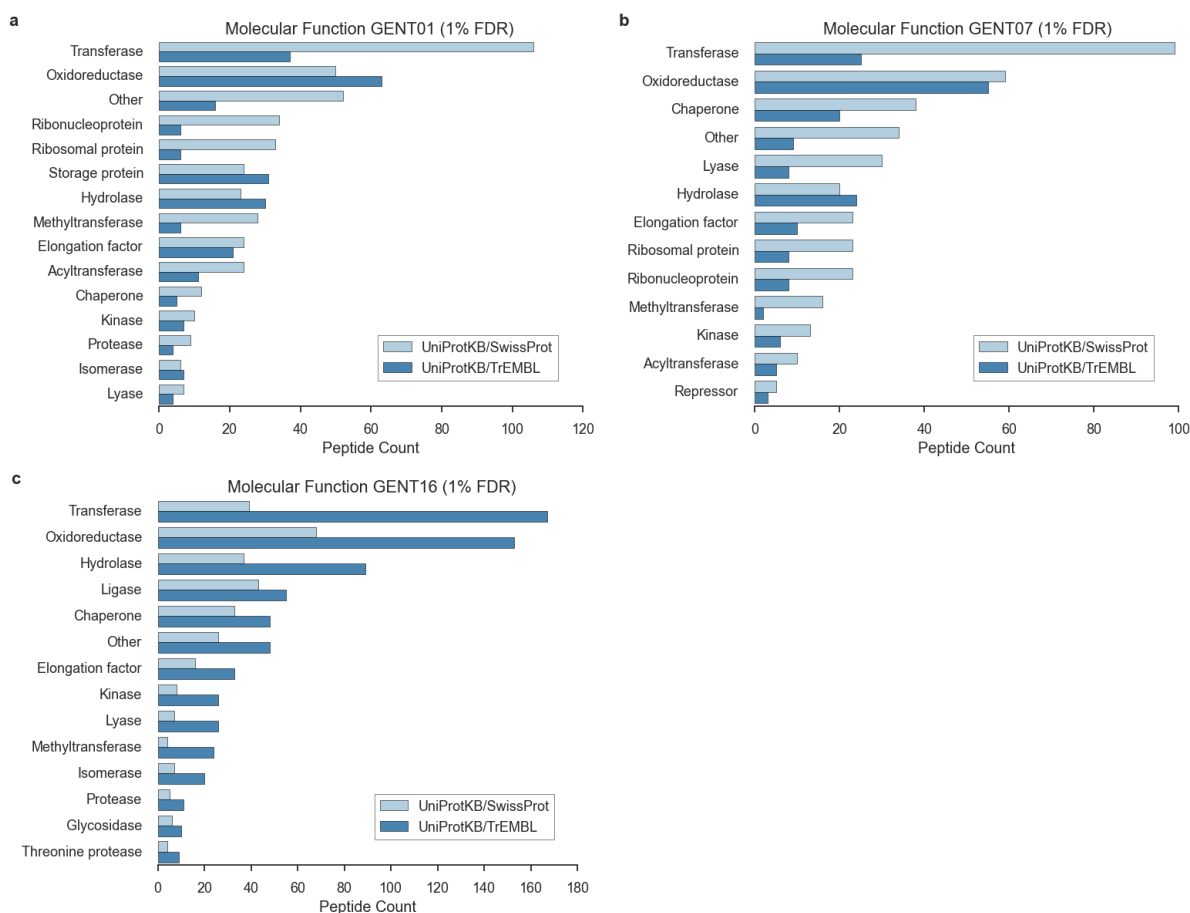 a
Molecular Function GENT01 (1% FDR)
Transferase
Oxidoreductase
Other
Ribonucleoprotein
Ribosomal protein
Storage protein
Hydrolase
Methyltransferase
Elongation factor
Acyltransferase
Chaperone
Kinase
Protease
Isomerase
Lyase
UniProtKB/SwissProt
UniProtKB/TrEMBL
0 20 40 60 80 100 120
Peptide Count
b
Molecular Function GENT07 (1% FDR)
Transferase
Oxidoreductase
Chaperone
Other
Lyase
Hydrolase
Elongation factor
Ribosomal protein
Ribonucleoprotein
Methyltransferase
Kinase
Acyltransferase
Repressor
UniProtKB/SwissProt
UniProtKB/TrEMBL
0 20 40 60 80 100
Peptide Count
c
Molecular Function GENT16 (1% FDR)
Transferase
Oxidoreductase
Hydrolase
Ligase
Chaperone
Other
Elongation factor
Kinase
Lyase
Methyltransferase
Isomerase
Protease
Glycosidase
Threonine protease
UniProtKB/SwissProt
UniProtKB/TrEMBL
0 20 40 60 80 100 120 140 160 180
Peptide Count